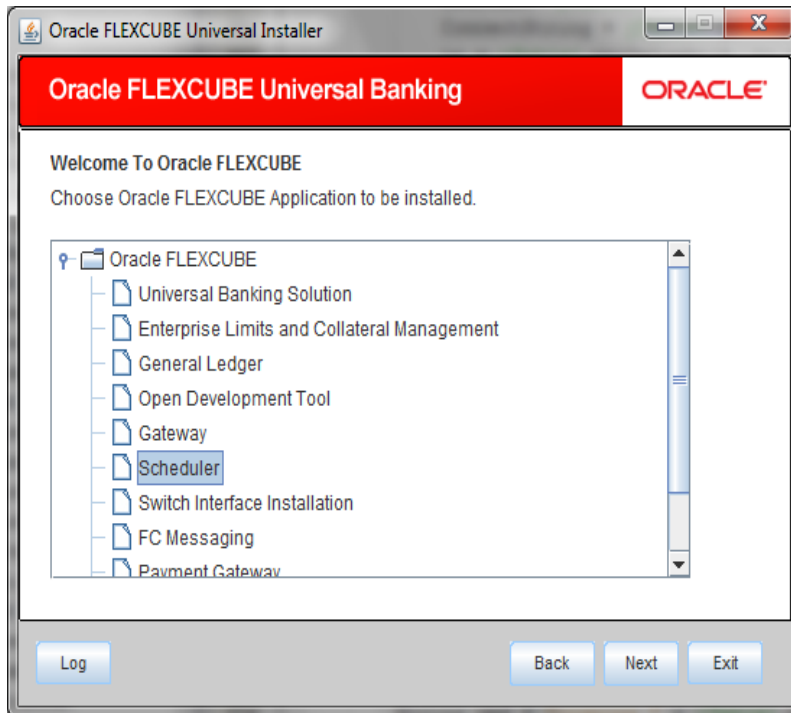 Oracle FLEXCUBE Universal Installer
Oracle FLEXCUBE Universal Banking
ORACLE
Welcome To Oracle FLEXCUBE
Choose Oracle FLEXCUBE Application to be installed.
Oracle FLEXCUBE
Universal Banking Solution
Enterprise Limits and Collateral Management
General Ledger
Open Development Tool
Gateway
Scheduler
Switch Interface Installation
FC Messaging
Payment Gateway
Log
Back
Next
Exit